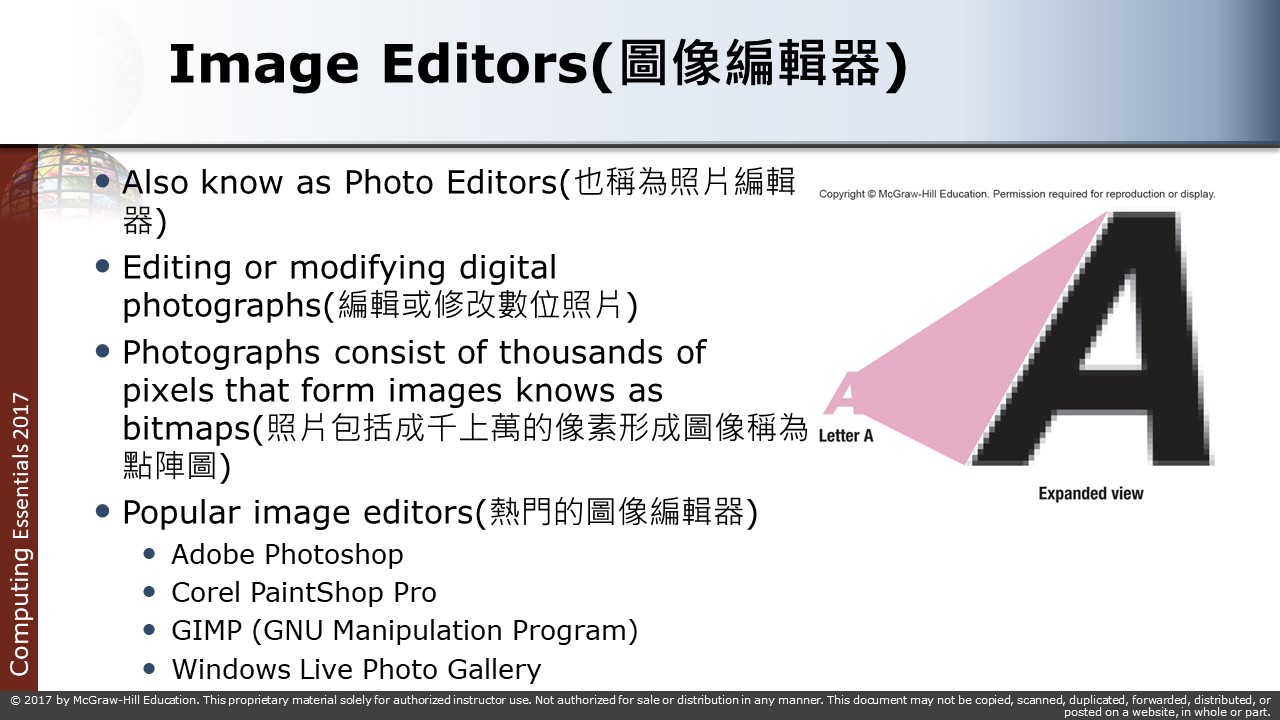 Image Editors(圖像編輯器)
Also know as Photo Editors(也稱為照片編輯
器)
Editing or modifying digital
photographs(編輯或修改數位照片)
Photographs consist of thousands of
pixels that form images knows as
bitmaps(照片包括成千上萬的像素形成圖像稱為
點陣圖)
Popular image editors(熱門的圖像編輯器)
Adobe Photoshop
Corel PaintShop Pro
GIMP (GNU Manipulation Program)
Windows Live Photo Gallery
Copyright © McGraw-Hill Education. Permission required for reproduction or display.
A
A
Letter A
Expanded view
Computing Essentials 2017
© 2017 by McGraw-Hill Education. This proprietary material solely for authorized instructor use. Not authorized for sale or distribution in any manner. This document may not be copied, scanned, duplicated, forwarded, distributed, or
posted on a website, in whole or part.